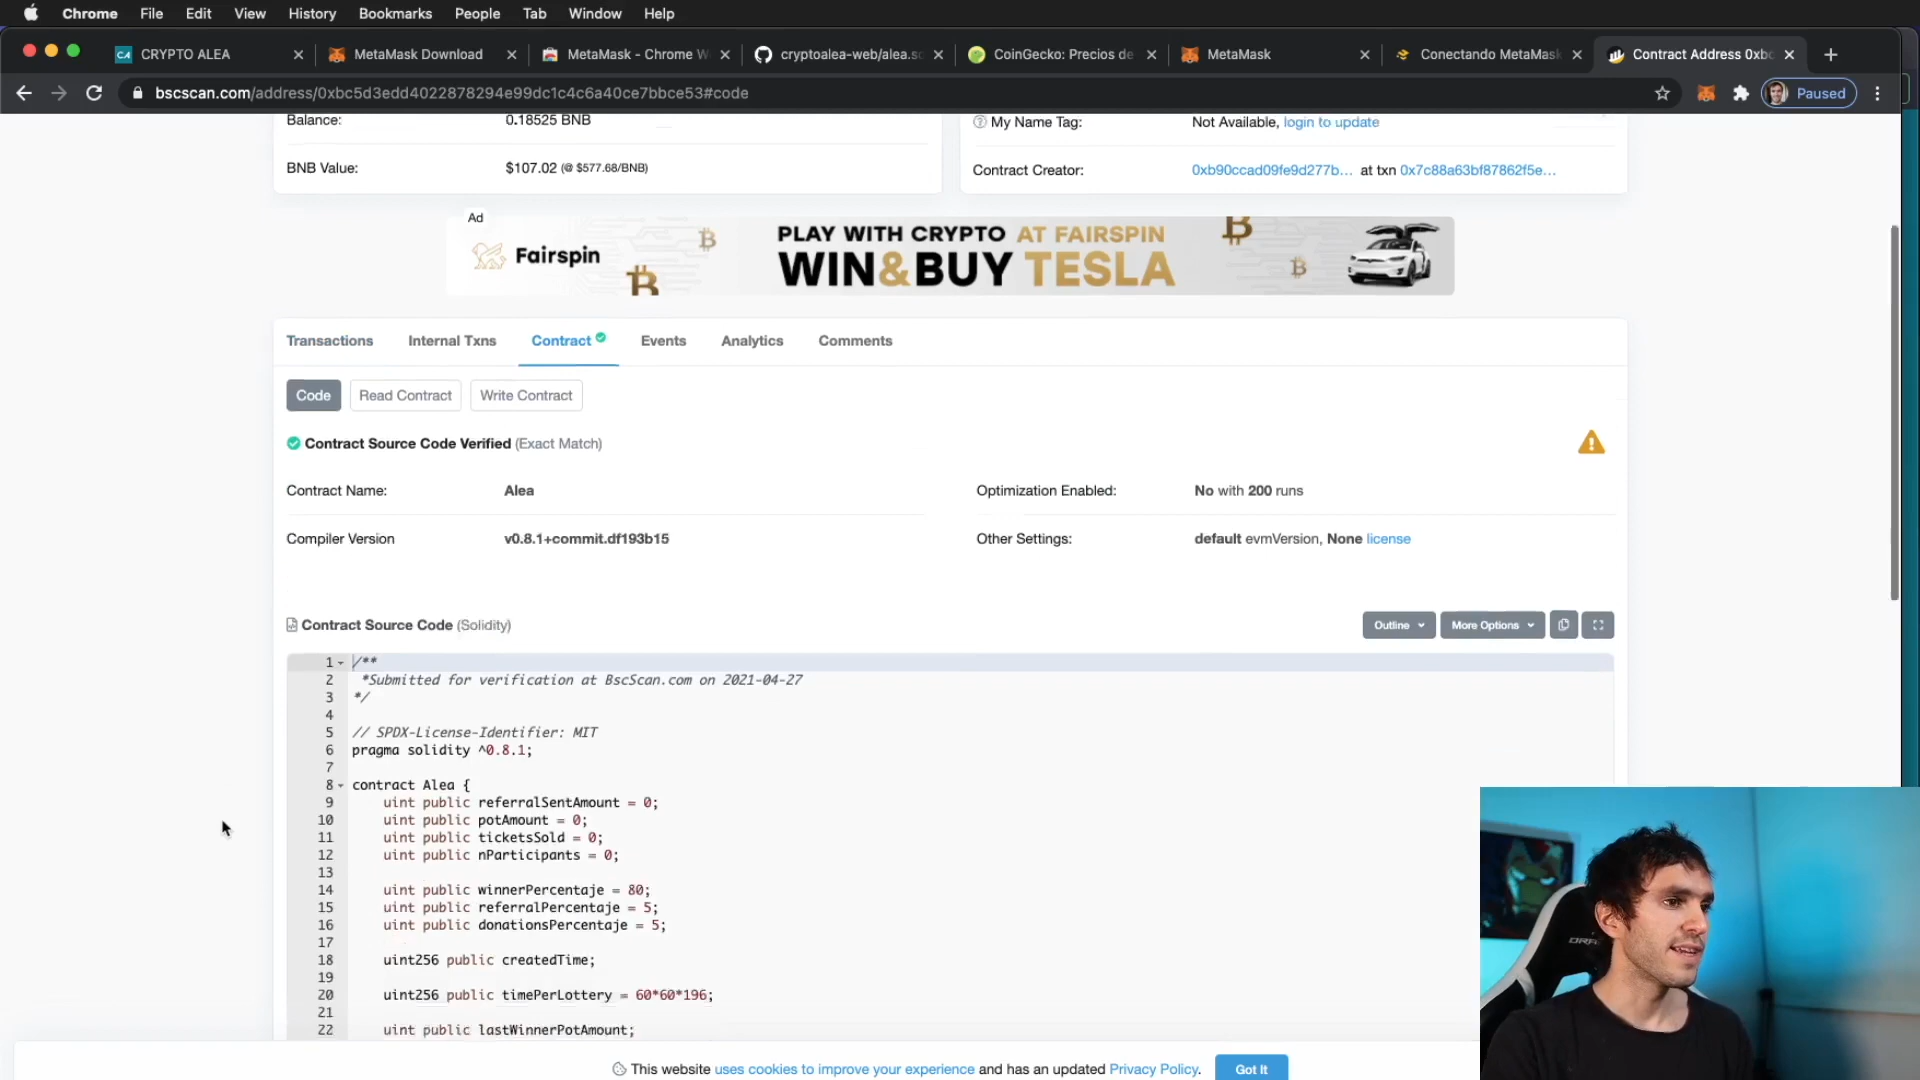 Chrome File Edit View History Bookmarks People Tab Window Help
CRYPTO ALEA MetaMask Download MetaMask - Chrome W cryptoalea-web/alea.sc CoinGecko: Precios de MetaMask Conectando MetaMask Contract Address 0xbc
bscscan.com/address/0xbc5d3edd4022878294e99dc1c4c6a40ce7bbce53#code Paused
Balance: 0.18525 BNB
My Name Tag: Not Available, login to update
BNB Value: $107.02 (@ $577.68/BNB)
Contract Creator: 0xb90ccad09fe9d277b... at txn 0x7c88a63bf87862f5e...
Ad
Fairspin
PLAY WITH CRYPTO AT FAIRSPIN
WIN&BUY TESLA
Transactions Internal Txns Contract Events Analytics Comments
Code Read Contract Write Contract
Contract Source Code Verified (Exact Match)
Contract Name: Alea
Optimization Enabled: No with 200 runs
Compiler Version v0.8.1+commit.df193b15
Other Settings: default evmVersion, None license
Contract Source Code (Solidity)
Outline More Options
1 /**
2 *Submitted for verification at BscScan.com on 2021-04-27
3 */
4
5 // SPDX-License-Identifier: MIT
6 pragma solidity ^0.8.1;
7
8 contract Alea {
9 uint public referralSentAmount = 0;
10 uint public potAmount = 0;
11 uint public ticketsSold = 0;
12 uint public nParticipants = 0;
13
14 uint public winnerPercentaje = 80;
15 uint public referralPercentaje = 5;
16 uint public donationsPercentaje = 5;
17
18 uint256 public createdTime;
19
20 uint256 public timePerLottery = 60*60*196;
21
22 uint public lastWinnerPotAmount;
This website uses cookies to improve your experience and has an updated Privacy Policy. Got It